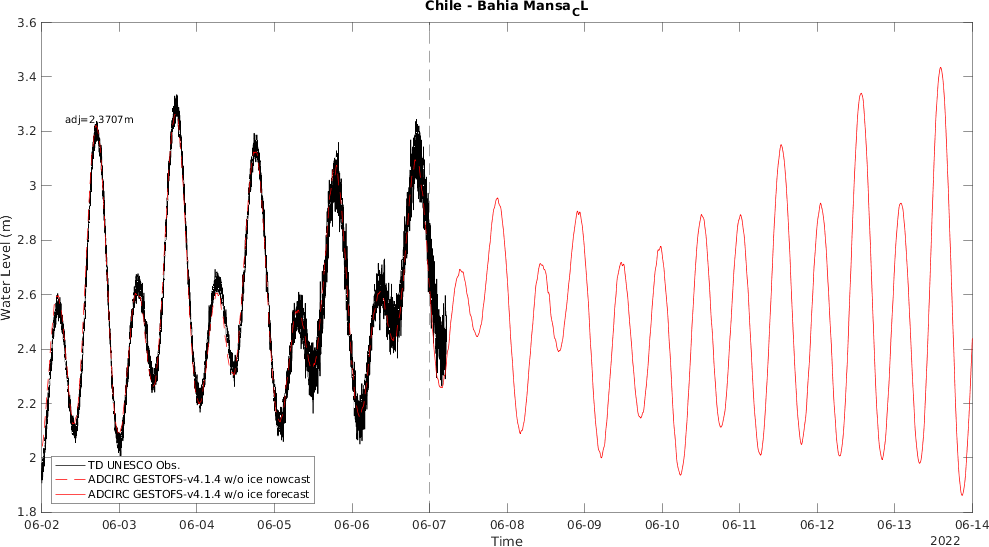 Chile - Bahia Mansa_CL
3.6
3.4
3.2
3
2.8
2.6
2.4
2.2
2
1.8
Water Level (m)
adj=2.3707m
TD UNESCO Obs.
ADCIRC GESTOFS-v4.1.4 w/o ice nowcast
ADCIRC GESTOFS-v4.1.4 w/o ice forecast
06-02 06-03 06-04 06-05 06-06 06-07 06-08 06-09 06-10 06-11 06-12 06-13 06-14
Time
2022